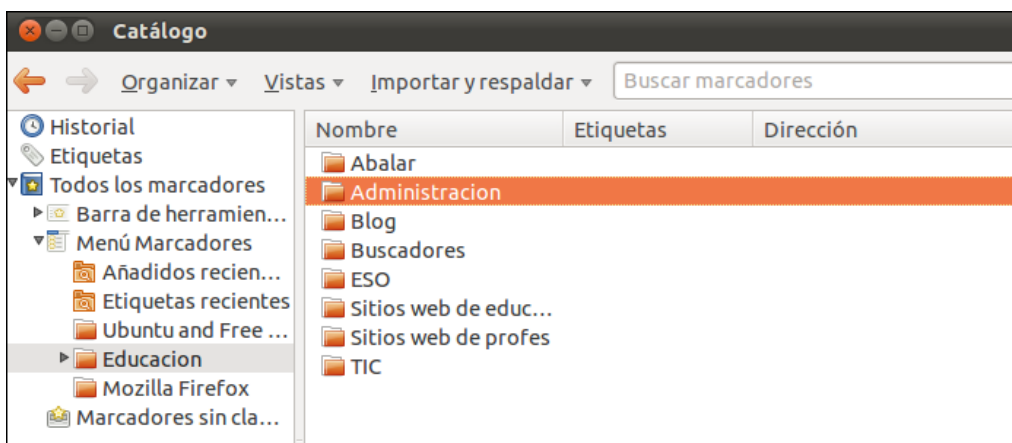 Catálogo
Organizar Vistas Importar y respaldar Buscar marcadores
Historial
Etiquetas
Todos los marcadores
Barra de herramien...
Menú Marcadores
Añadidos recien...
Etiquetas recientes
Ubuntu and Free ...
Educacion
Mozilla Firefox
Marcadores sin cla...
Nombre Etiquetas Dirección
Abalar
Administracion
Blog
Buscadores
ESO
Sitios web de educ...
Sitios web de profes
TIC